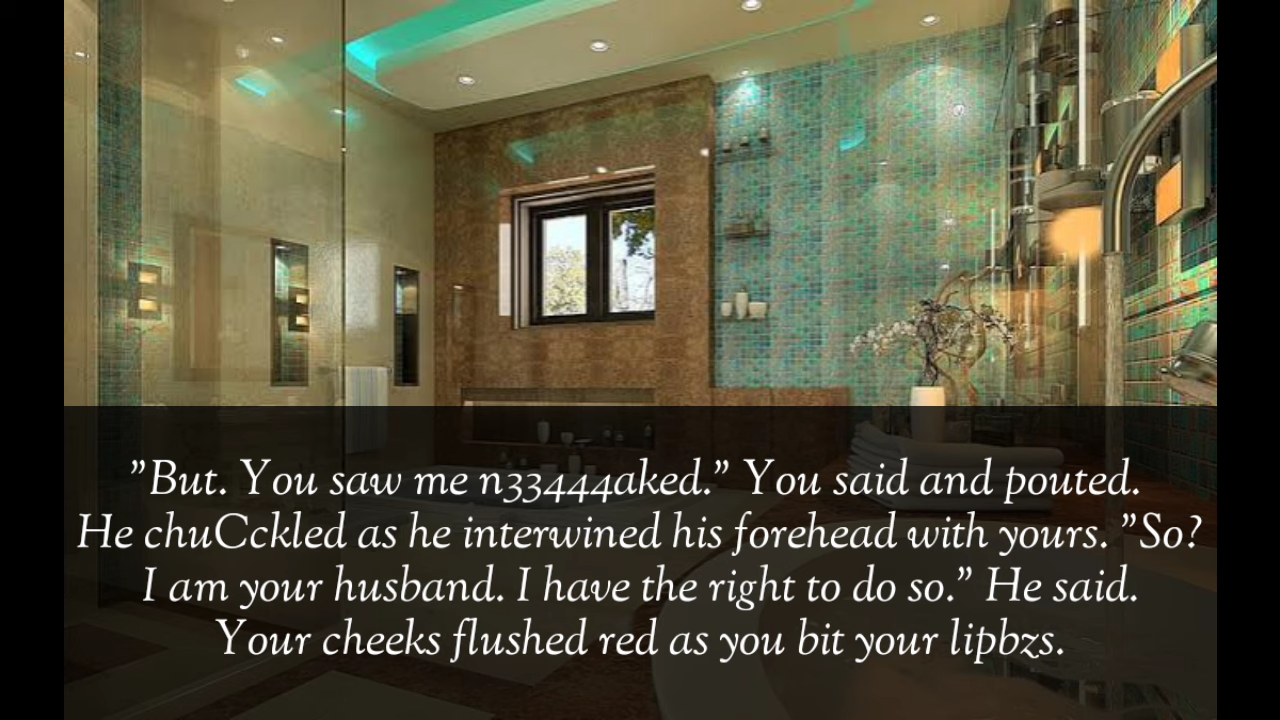 ”But. You saw me n33444aked.” You said and pouted.
He chuCckled as he interwined his forehead with yours. ”So?
I am your husband. I have the right to do so.” He said.
Your cheeks flushed red as you bit your lipbzs.